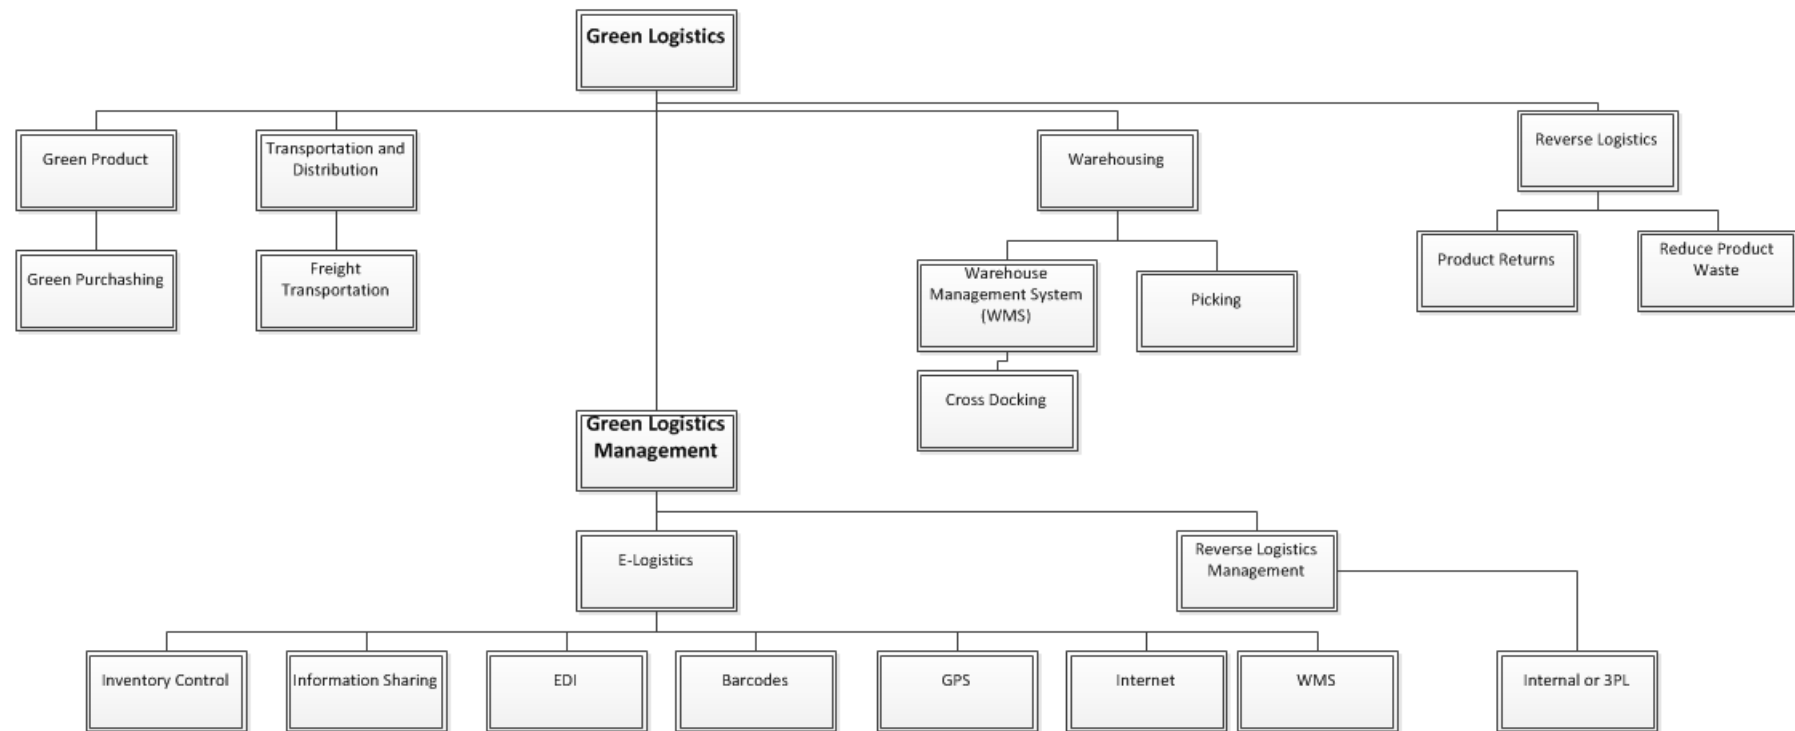 Green Logistics
Green Product
Transportation and
Distribution
Warehousing
Reverse Logistics
Green Purchashing
Freight
Transportation
Warehouse
Management System
(WMS)
Picking
Product Returns
Reduce Product
Waste
Cross Docking
Green Logistics
Management
E-Logistics
Reverse Logistics
Management
Inventory Control
Information Sharing
EDI
Barcodes
GPS
Internet
WMS
Internal or 3PL